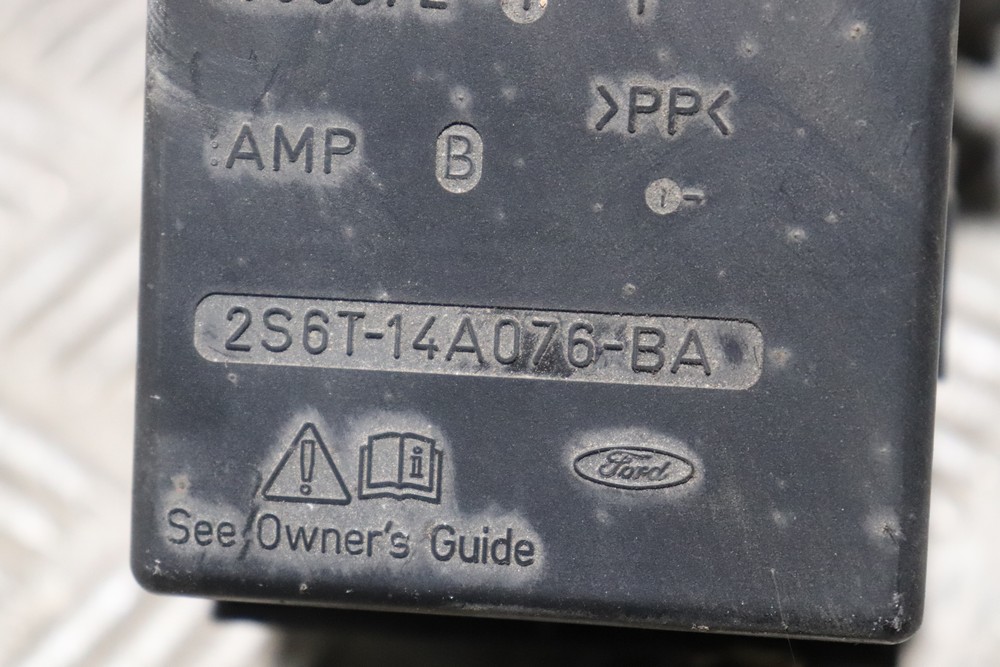 AMP B >PP<
2S6T-14A076-BA
Ford
See Owner's Guide